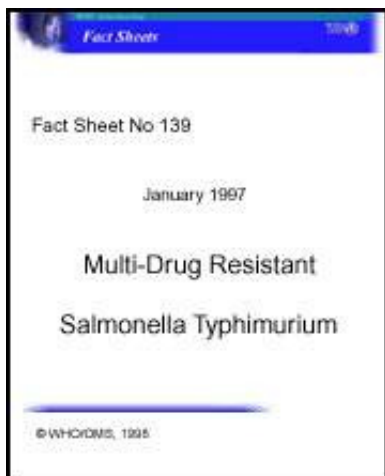 Fact Sheets
Fact Sheet No 139
January 1997
Multi-Drug Resistant
Salmonella Typhimurium
© WHO/OMS, 1998